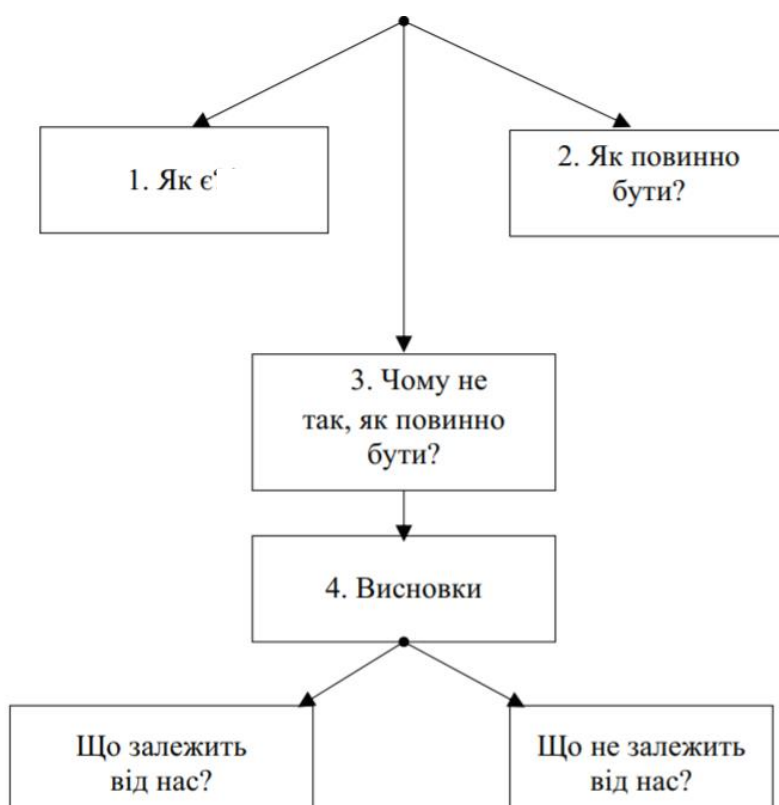 1. Як є
2. Як повинно
бути?
3. Чому не
так, як повинно
бути?
4. Висновки
Що залежить
від нас?
Що не залежить
від нас?